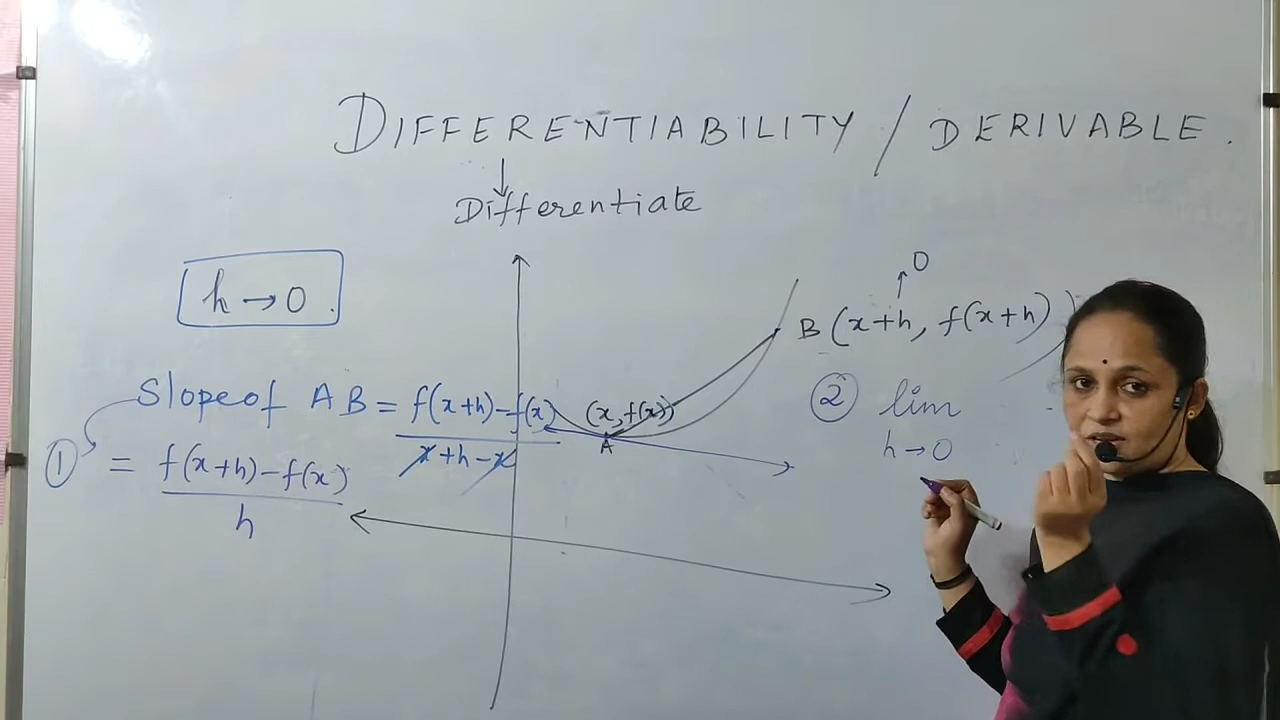 DIFFERENTIABILITY / DERIVABLE.
↓
Differentiate
h → 0.
0
↑
B (x+h, f(x+h))
Slope of AB = f(x+h) - f(x) / x+h-x
(x, f(x))
A
① = f(x+h) - f(x) / h
② lim h→0